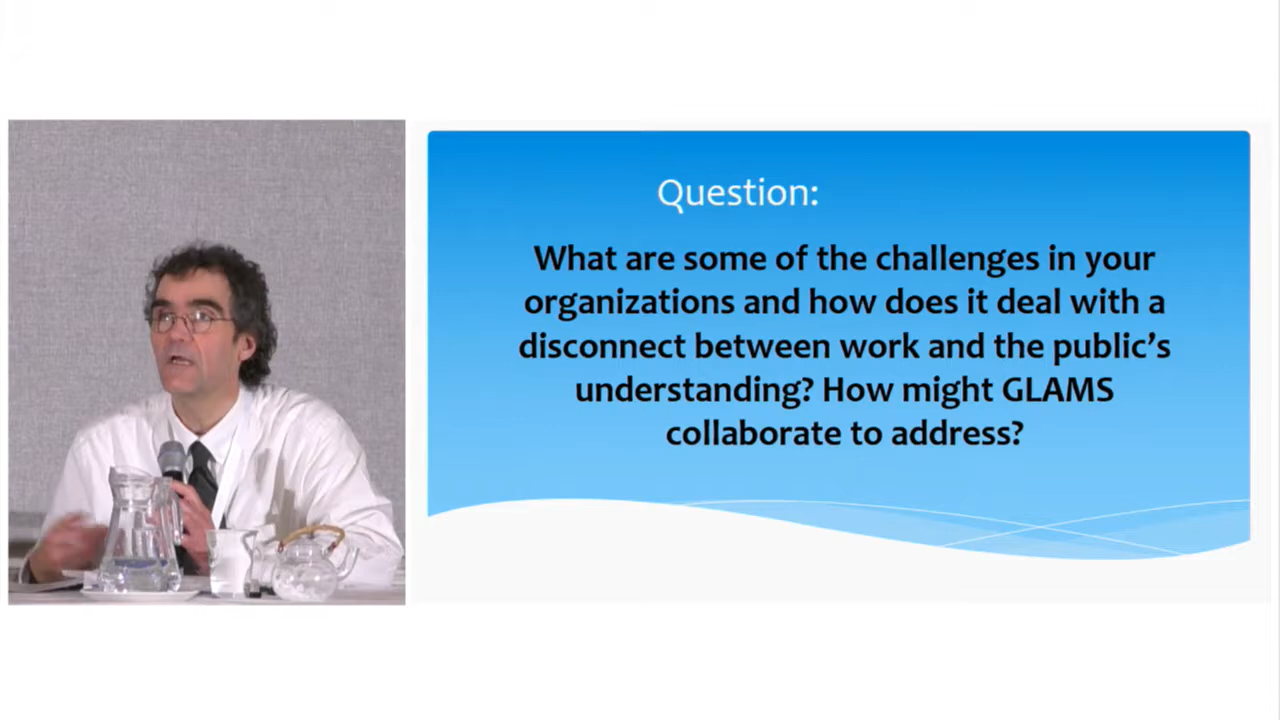 Question:
What are some of the challenges in your
organizations and how does it deal with a
disconnect between work and the public's
understanding? How might GLAMS
collaborate to address?